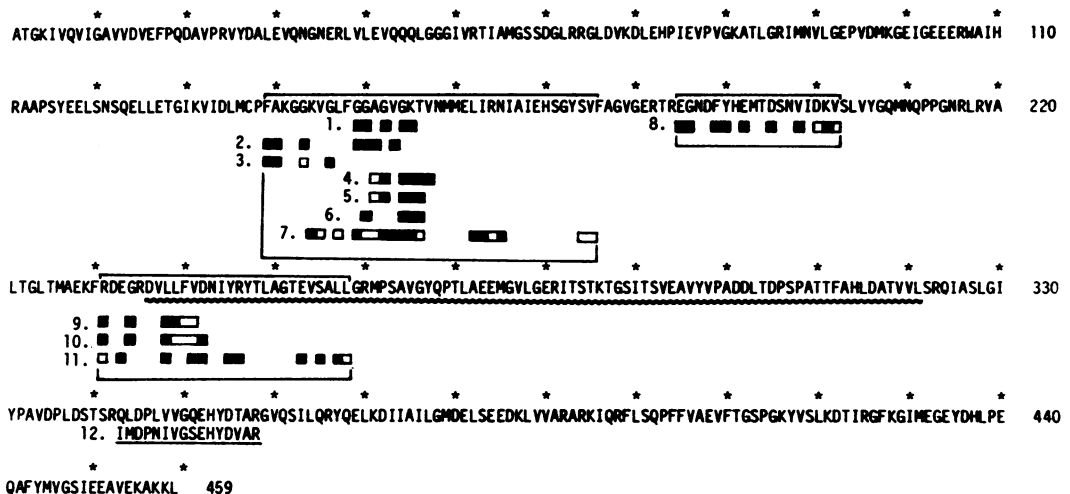 * * * * * * * * * * *
ATGKIVQVIGAVVDVEFPQDAVPRVYDALEVQNGNERLVLEVQQQLGGGIVRTIAMGSSDGLRRGLDVKDLEHPIEVPVGKATLGRIMNVLGEPVDMKGEIGEEERWAIH 110
* * * * * * * * * * *
RAAPSYEELSNSQELLETGIKVIDLMCPFAKGGKVGLFGGAGVGKTVNMMELIRNIAIEHSGYSVFAGVGERTREGNDFYHEMTDSNVIDKVSLVYGQMNQPPGNRLRVA 220
1.
8.
2.
3.
4.
5.
6.
7.
* * * * * * * * * * *
LTGLTMAEKFRDEGRDVLLFVDNIYRYTLAGTEVSALLGRMPSAVGYQPTLAEEMGVLGERITSTKTGSITSVEAVYVPADDLTDPSPATTFAHLDATVVLSRQIASLGI 330
9.
10.
11.
* * * * * * * * * * *
YPAVDPLDSTSRQLDPLVVGQEHYDTARGVQSILQRYQELKDIIAILGMDELSEEDKLVVARARKIQRFLSQPFFVAEVFTGSPGKYVSLKDTIRGFKGIMEGEYDHLPE 440
12. IMDPNIVGSEHYDVAR
* *
QAFYMVGSIEEAVEKAKKL 459